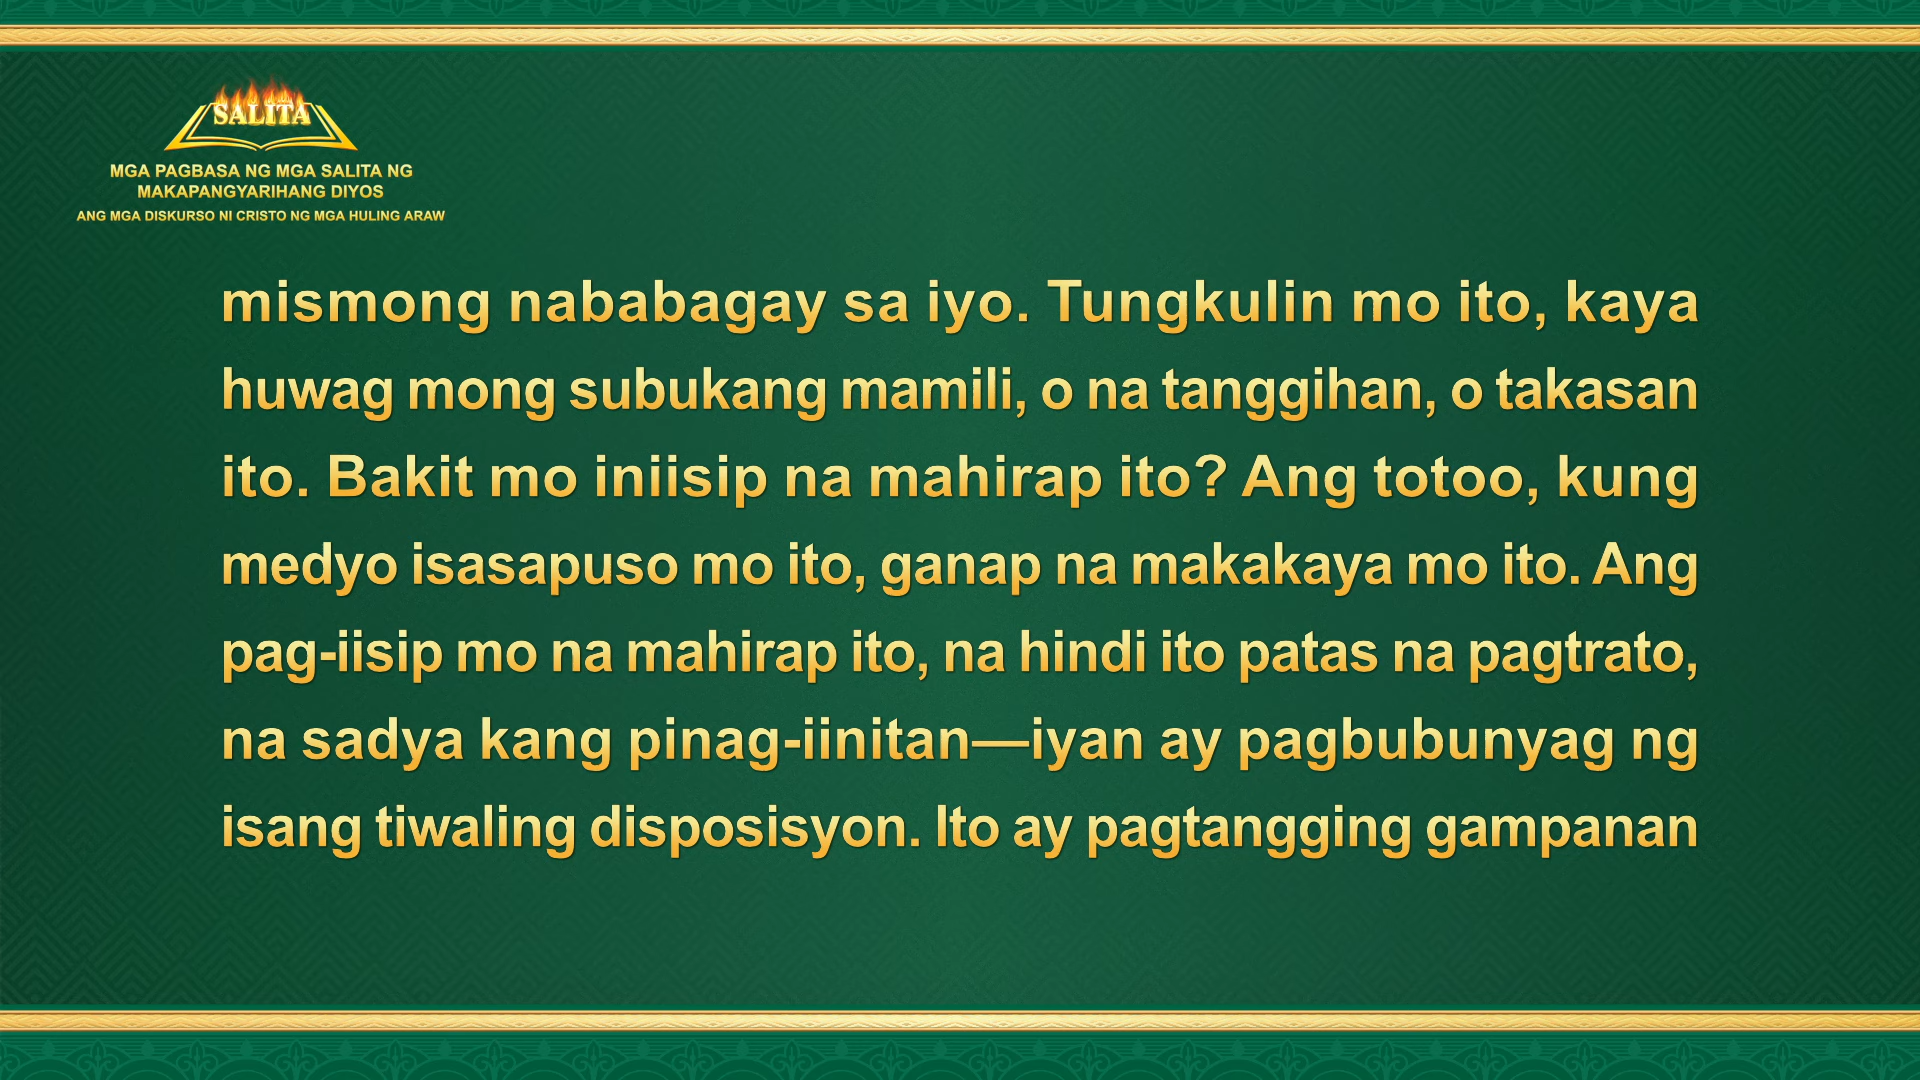 SALITA
MGA PAGBASA NG MGA SALITA NG
MAKAPANGYARIHANG DIYOS
ANG MGA DISKURSO NI CRISTO NG MGA HULING ARAW
mismong nababagay sa iyo. Tungkulin mo ito, kaya
huwag mong subukang mamili, o na tanggihan, o takasan
ito. Bakit mo iniisip na mahirap ito? Ang totoo, kung
medyo isasapuso mo ito, ganap na makakaya mo ito. Ang
pag-iisip mo na mahirap ito, na hindi ito patas na pagtrato,
na sadya kang pinag-iinitan—iyan ay pagbubunyag ng
isang tiwaling disposisyon. Ito ay pagtangging gampanan